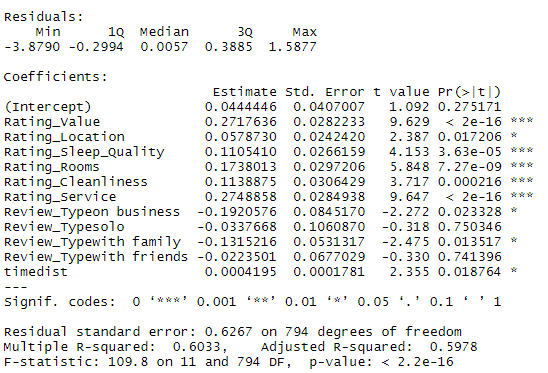 Residuals:
    Min      1Q  Median      3Q     Max
-3.8790 -0.2994  0.0057  0.3885  1.5877
Coefficients:
                          Estimate Std. Error t value Pr(>|t|)
(Intercept)              0.0444446  0.0407007   1.092 0.275171
Rating_Value             0.2717636  0.0282233   9.629  < 2e-16 ***
Rating_Location          0.0578730  0.0242420   2.387 0.017206 *
Rating_Sleep_Quality     0.1105410  0.0266159   4.153 3.63e-05 ***
Rating_Rooms             0.1738013  0.0297206   5.848 7.27e-09 ***
Rating_Cleanliness       0.1138875  0.0306429   3.717 0.000216 ***
Rating_Service           0.2748858  0.0284938   9.647  < 2e-16 ***
Review_Typeon business  -0.1920576  0.0845170  -2.272 0.023328 *
Review_Typesolo         -0.0337668  0.1060870  -0.318 0.750346
Review_Typewith family  -0.1315216  0.0531317  -2.475 0.013517 *
Review_Typewith friends -0.0223501  0.0677029  -0.330 0.741396
timedist                 0.0004195  0.0001781   2.355 0.018764 *
---
Signif. codes:  0 ‘***’ 0.001 ‘**’ 0.01 ‘*’ 0.05 ‘.’ 0.1 ‘ ’ 1
Residual standard error: 0.6267 on 794 degrees of freedom
Multiple R-squared:  0.6033,    Adjusted R-squared:  0.5978
F-statistic: 109.8 on 11 and 794 DF,  p-value: < 2.2e-16